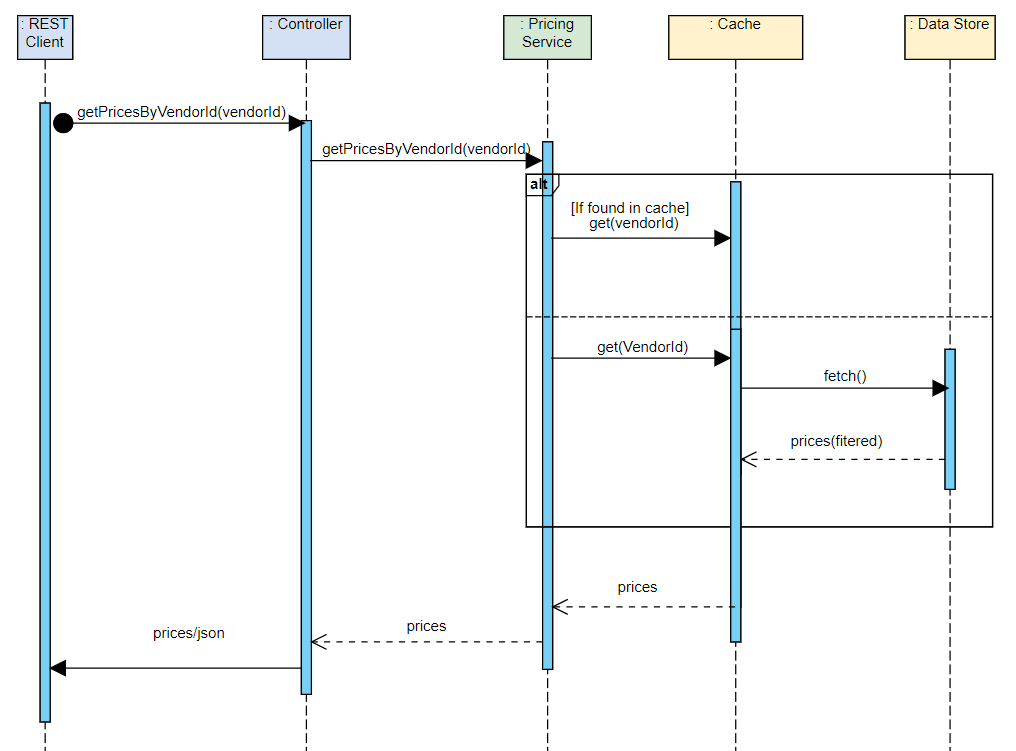 : REST
Client
: Controller
: Pricing
Service
: Cache
: Data Store
getPricesByVendorId(vendorId)
getPricesByVendorId(vendorId)
alt
[If found in cache]
get(vendorId)
get(VendorId)
fetch()
prices(fitered)
prices
prices
prices/json